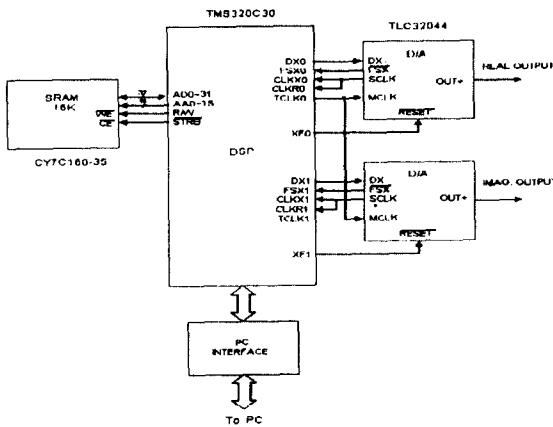 TMS320C30
TLC32044
SRAM
16K
WE
CE
CY7C160-35
AD0-31
AA0-15
R/W
STRB
DSP
DX0
FSX0
CLKX0
CLKR0
TCLK0
XF0
DX1
FSX1
CLKX1
CLKR1
TCLK1
XF1
D/A
DX
FSX
SCLK
MCLK
OUT+
RESET
REAL OUTPUT
D/A
DX
FSX
SCLK
MCLK
OUT+
RESET
IMAG. OUTPUT
PC
INTERFACE
To PC